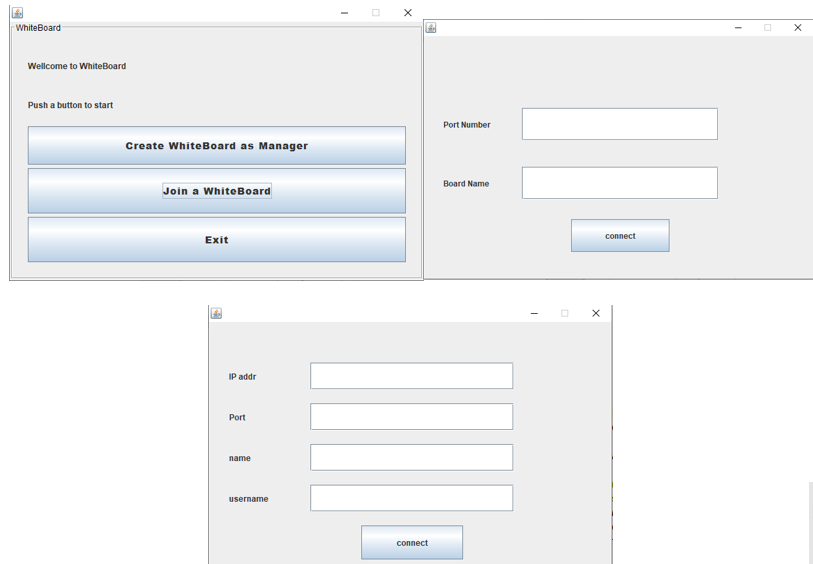 WhiteBoard
Wellcome to WhiteBoard
Push a button to start
Create WhiteBoard as Manager
Join a WhiteBoard
Exit
Port Number
Board Name
connect
IP addr
Port
name
username
connect